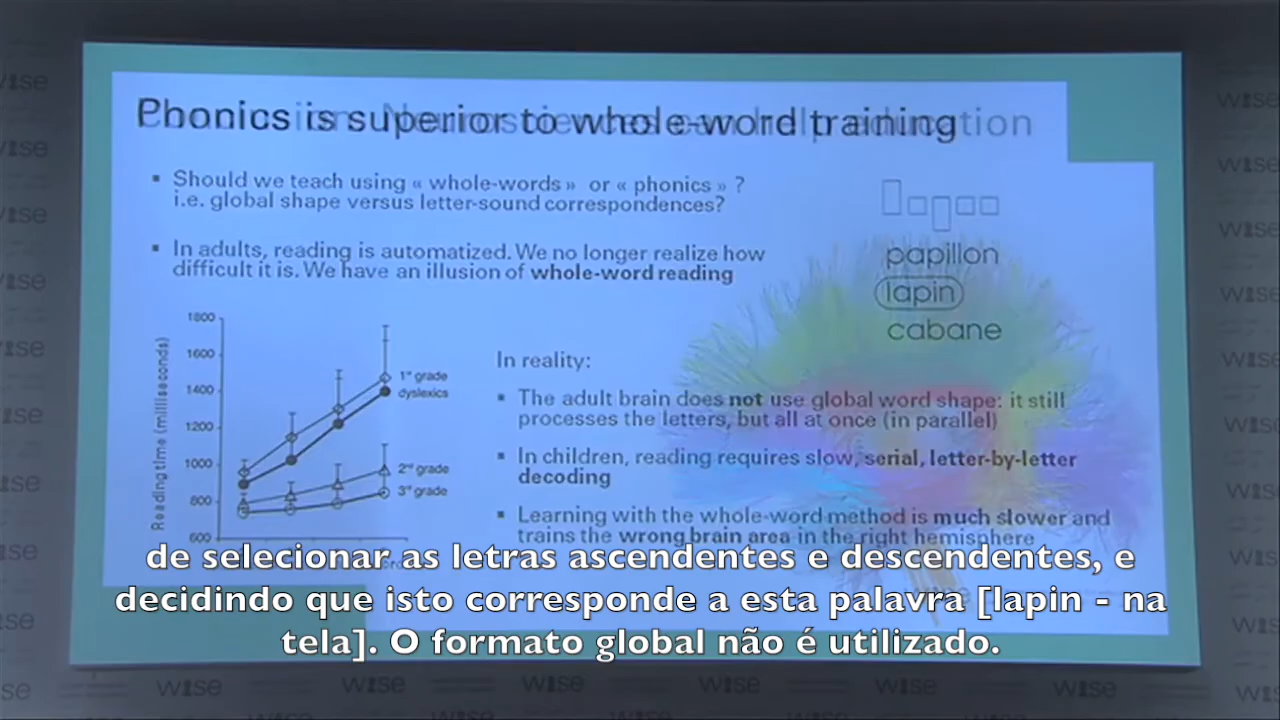 Phonics is superior to whole-word training
▪ Should we teach using « whole-words » or « phonics » ?
i.e. global shape versus letter-sound correspondences?
▪ In adults, reading is automatized. We no longer realize how
difficult it is. We have an illusion of whole-word reading
papillon
lapin
cabane
Reading time (milliseconds)
1800
1600
1400
1200
1000
800
600
1st grade
dyslexics
2nd grade
3rd grade
In reality:
▪ The adult brain does not use global word shape: it still
processes the letters, but all at once (in parallel)
▪ In children, reading requires slow, serial, letter-by-letter
decoding
▪ Learning with the whole-word method is much slower and
trains the wrong brain area in the right hemisphere
de selecionar as letras ascendentes e descendentes, e
decidindo que isto corresponde a esta palavra [lapin - na
tela]. O formato global não é utilizado.
wise wise wise wise wise wise